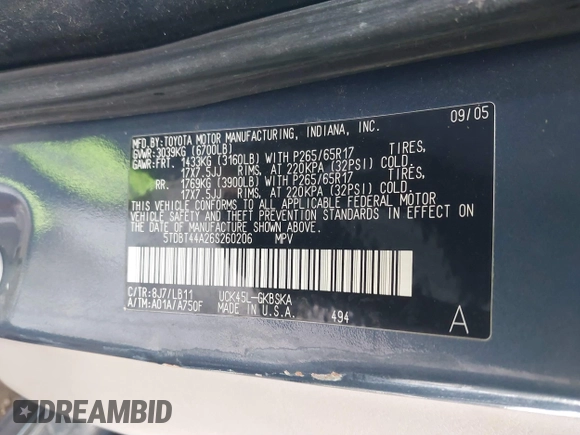 09/05
MFD.BY:TOYOTA MOTOR MANUFACTURING, INDIANA, INC.
GVWR:3039KG (6700LB)
GAWR:FRT. 1433KG (3160LB) WITH P265/65R17 TIRES,
17X7.5JJ RIMS, AT 220KPA (32PSI) COLD.
RR. 1769KG (3900LB) WITH P265/65R17 TIRES,
17X7.5JJ RIMS, AT 220KPA (32PSI) COLD.
THIS VEHICLE CONFORMS TO ALL APPLICABLE FEDERAL MOTOR
VEHICLE SAFETY AND THEFT PREVENTION STANDARDS IN EFFECT ON
THE DATE OF MANUFACTURE SHOWN ABOVE.
5TDBT44A26S260206 MPV
C/TR:8J7/LB11 UCK45L-GKBSKA
A/TM:A01A/A750F MADE IN U.S.A.
494
A
DREAMBID